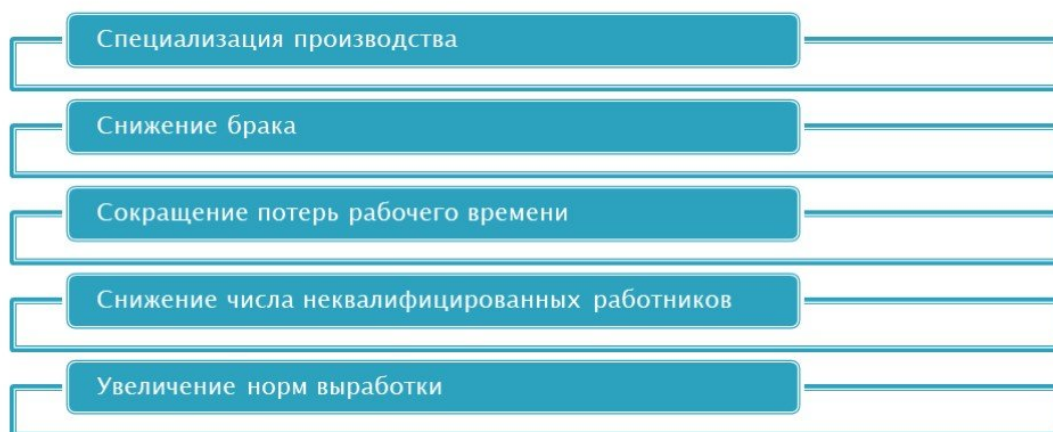 Специализация производства
Снижение брака
Сокращение потерь рабочего времени
Снижение числа неквалифицированных работников
Увеличение норм выработки